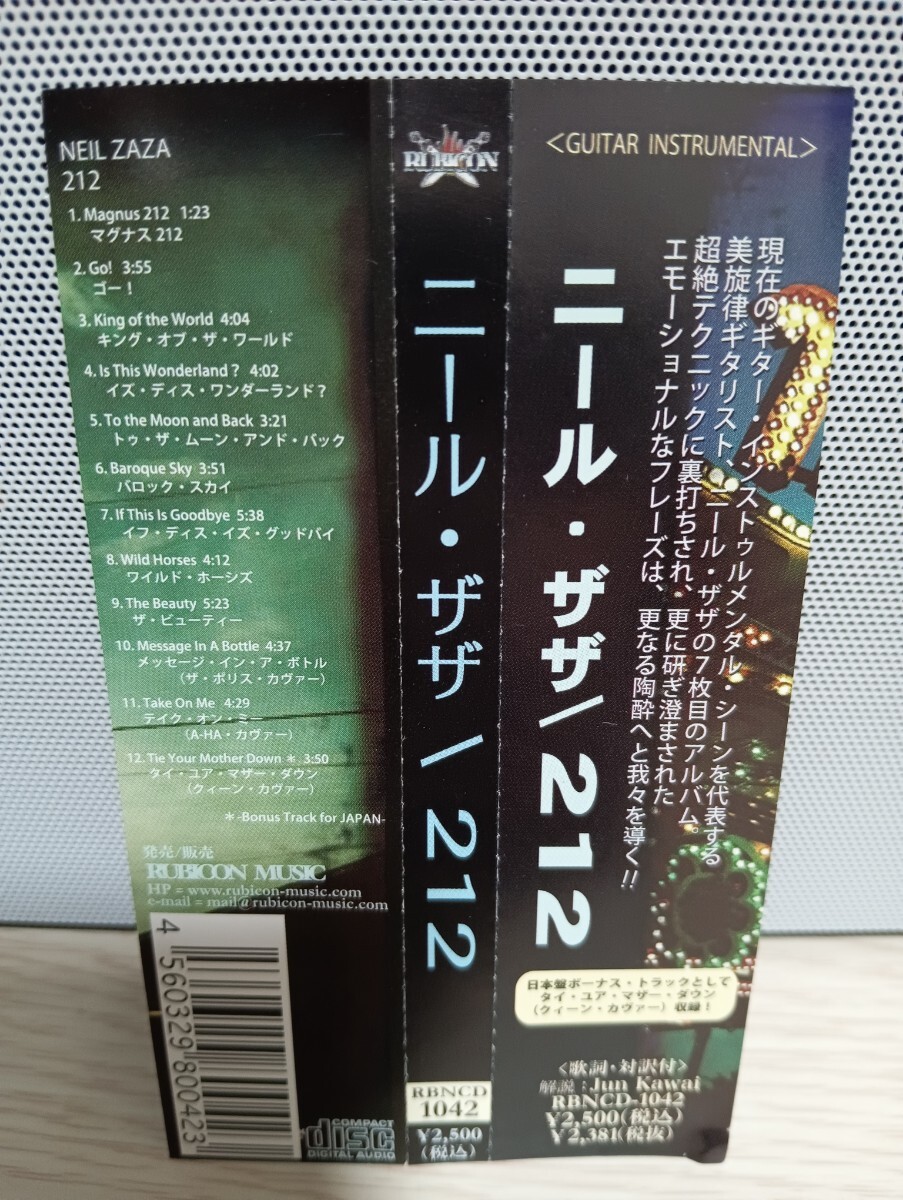 NEIL ZAZA
212
1. Magnus 212 1:23
マグナス 212
2. Go! 3:55
ゴー！
3. King of the World 4:04
キング・オブ・ザ・ワールド
4. Is This Wonderland？ 4:02
イズ・ディス・ワンダーランド？
5. To the Moon and Back 3:21
トゥ・ザ・ムーン・アンド・バック
6. Baroque Sky 3:51
バロック・スカイ
7. If This Is Goodbye 5:38
イフ・ディス・イズ・グッドバイ
8. Wild Horses 4:12
ワイルド・ホーシズ
9. The Beauty 5:23
ザ・ビューティー
10. Message In A Bottle 4:37
メッセージ・イン・ア・ボトル
（ザ・ポリス・カヴァー）
11. Take On Me 4:29
テイク・オン・ミー
（A-HA・カヴァー）
12. Tie Your Mother Down ＊ 3:50
タイ・ユア・マザー・ダウン
（クィーン・カヴァー）
＊-Bonus Track for JAPAN-
発売/販売
RUBICON MUSIC
HP = www.rubicon-music.com
e-mail = mail@rubicon-music.com
4 560329 800423
COMPACT
disc
DIGITAL AUDIO
RUBICON
ニール・ザザ / 212
RBNCD
1042
¥2,500
(税込)
＜GUITAR INSTRUMENTAL＞
現在のギター・インストゥルメンタル・シーンを代表する
美旋律ギタリスト、ニール・ザザの7枚目のアルバム。
超絶テクニックに裏打ちされ、更に研ぎ澄まされた
エモーショナルなフレーズは、更なる陶酔へと我々を導く!!
ニール・ザザ/212
日本盤ボーナス・トラックとして
タイ・ユア・マザー・ダウン
（クィーン・カヴァー）収録！
＜歌詞・対訳付＞
解説：Jun Kawai
RBNCD-1042
¥2,500(税込)
¥2,381(税抜)